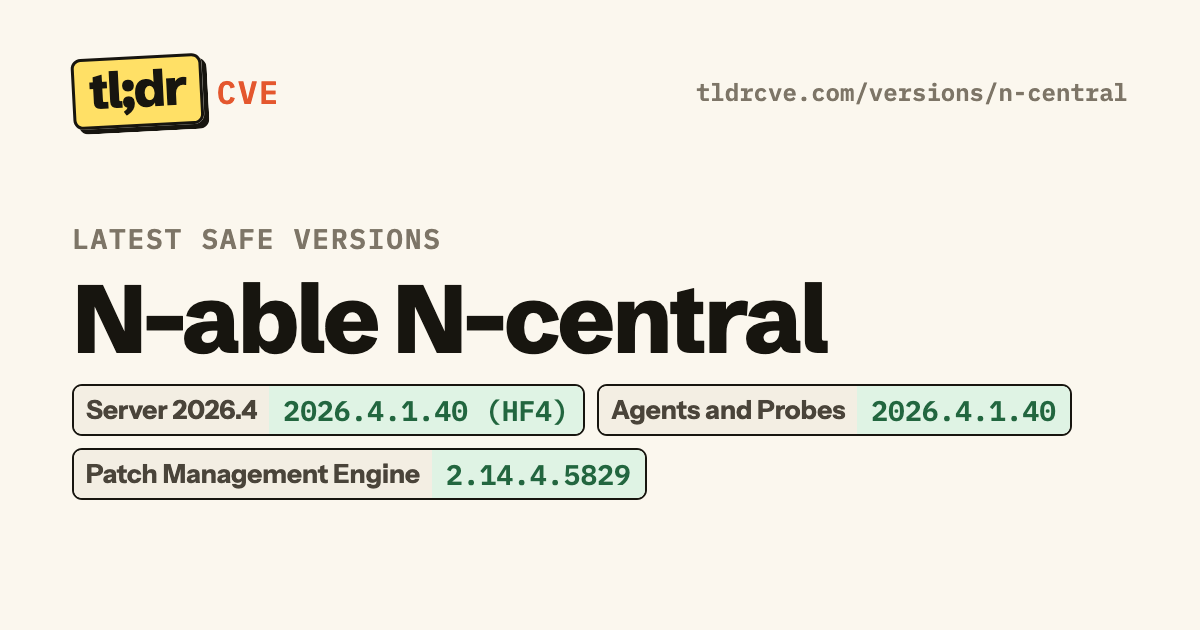 tl;dr CVE
tldrcve.com/versions/n-central
LATEST SAFE VERSIONS
N-able N-central
Server 2026.4 2026.4.1.40 (HF4) Agents and Probes 2026.4.1.40
Patch Management Engine 2.14.4.5829